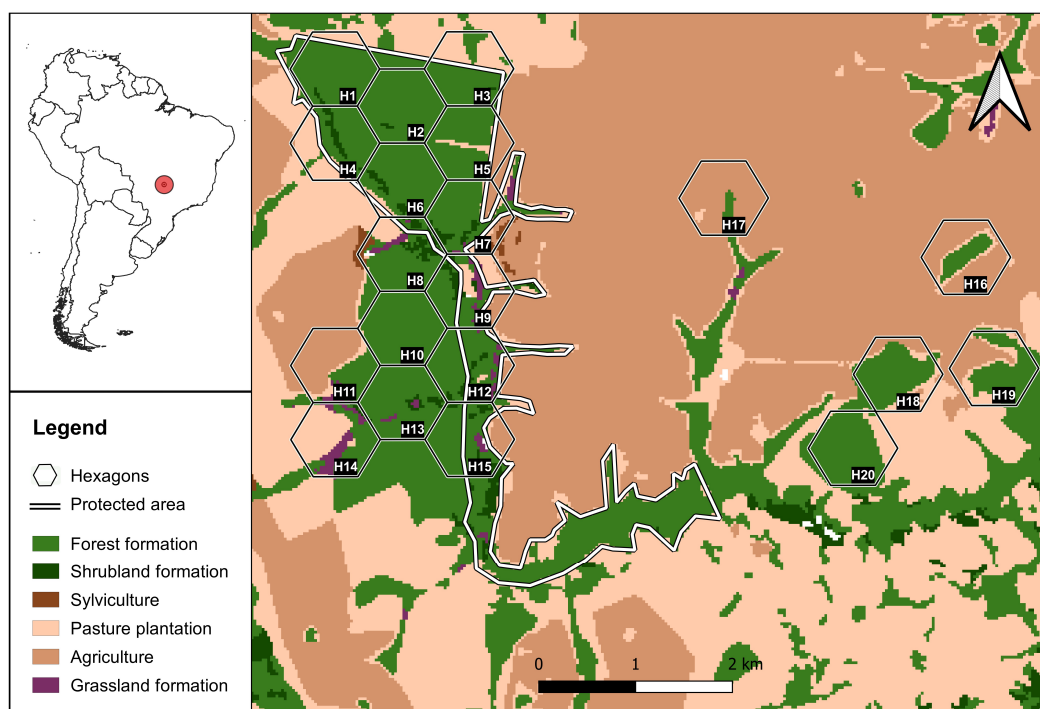 H1
H3
H2
H4
H5
H6
H17
H7
H8
H16
H9
H10
H11
H12
H18
H19
H13
H14
H15
H20
Legend
Hexagons
Protected area
Forest formation
Shrubland formation
Sylviculture
Pasture plantation
Agriculture
Grassland formation
0 1 2 km